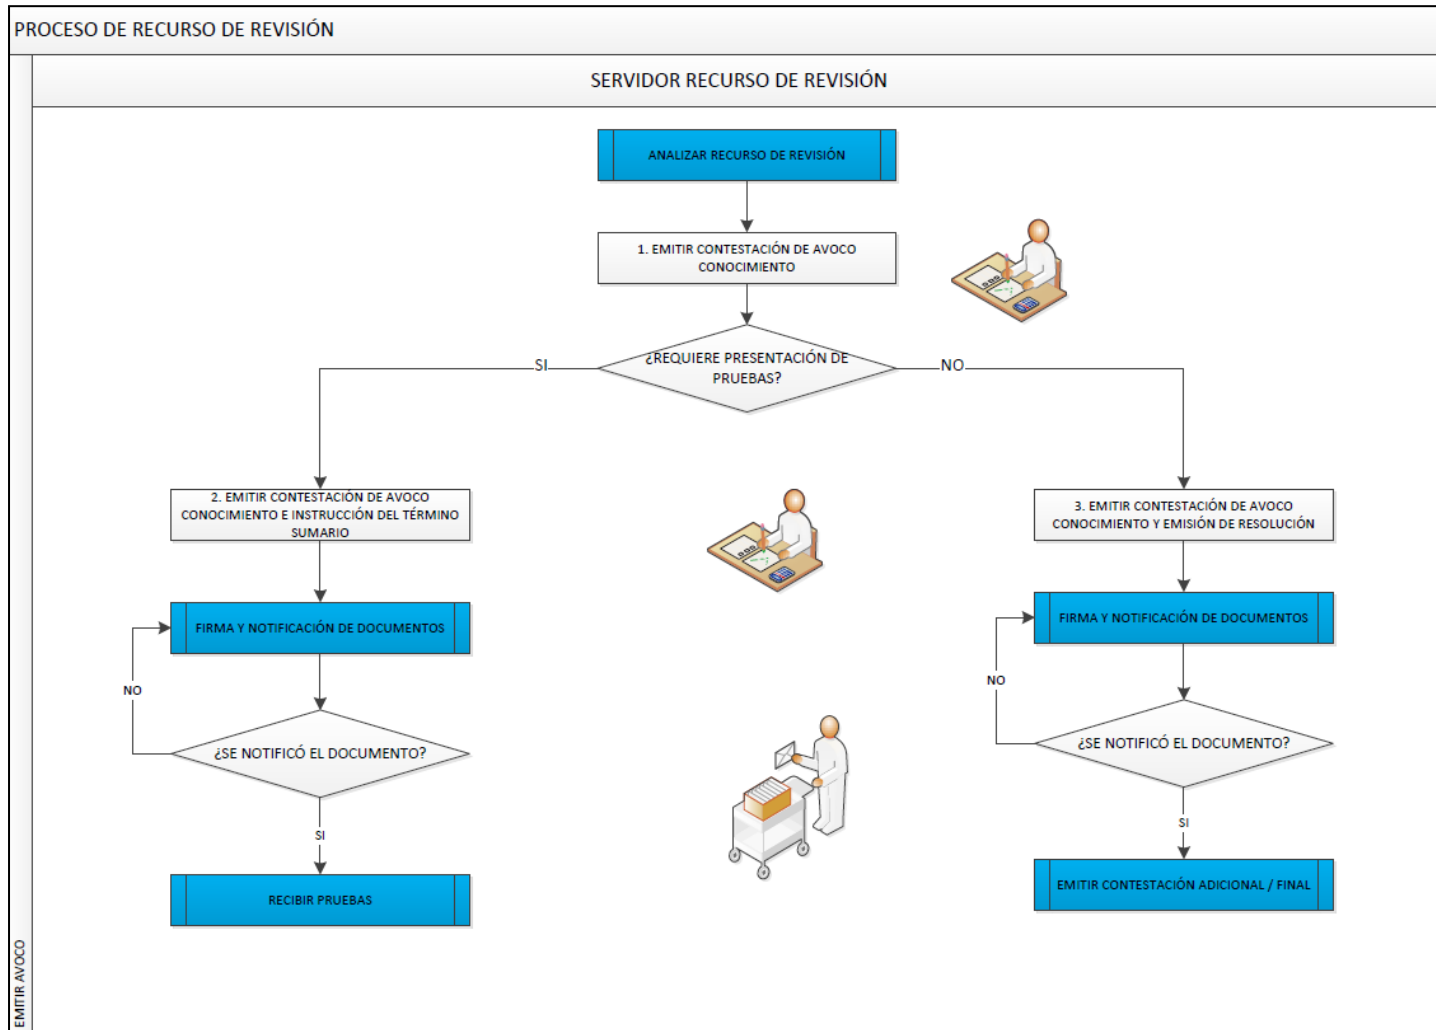 PROCESO DE RECURSO DE REVISIÓN
SERVIDOR RECURSO DE REVISIÓN
ANALIZAR RECURSO DE REVISIÓN
1. EMITIR CONTESTACIÓN DE AVOCO
CONOCIMIENTO
¿REQUIERE PRESENTACIÓN DE
PRUEBAS?
SI
NO
2. EMITIR CONTESTACIÓN DE AVOCO
CONOCIMIENTO E INSTRUCCIÓN DEL TÉRMINO
SUMARIO
3. EMITIR CONTESTACIÓN DE AVOCO
CONOCIMIENTO Y EMISIÓN DE RESOLUCIÓN
FIRMA Y NOTIFICACIÓN DE DOCUMENTOS
FIRMA Y NOTIFICACIÓN DE DOCUMENTOS
NO
NO
¿SE NOTIFICÓ EL DOCUMENTO?
¿SE NOTIFICÓ EL DOCUMENTO?
SI
SI
RECIBIR PRUEBAS
EMITIR CONTESTACIÓN ADICIONAL / FINAL
EMITIR AVOCO